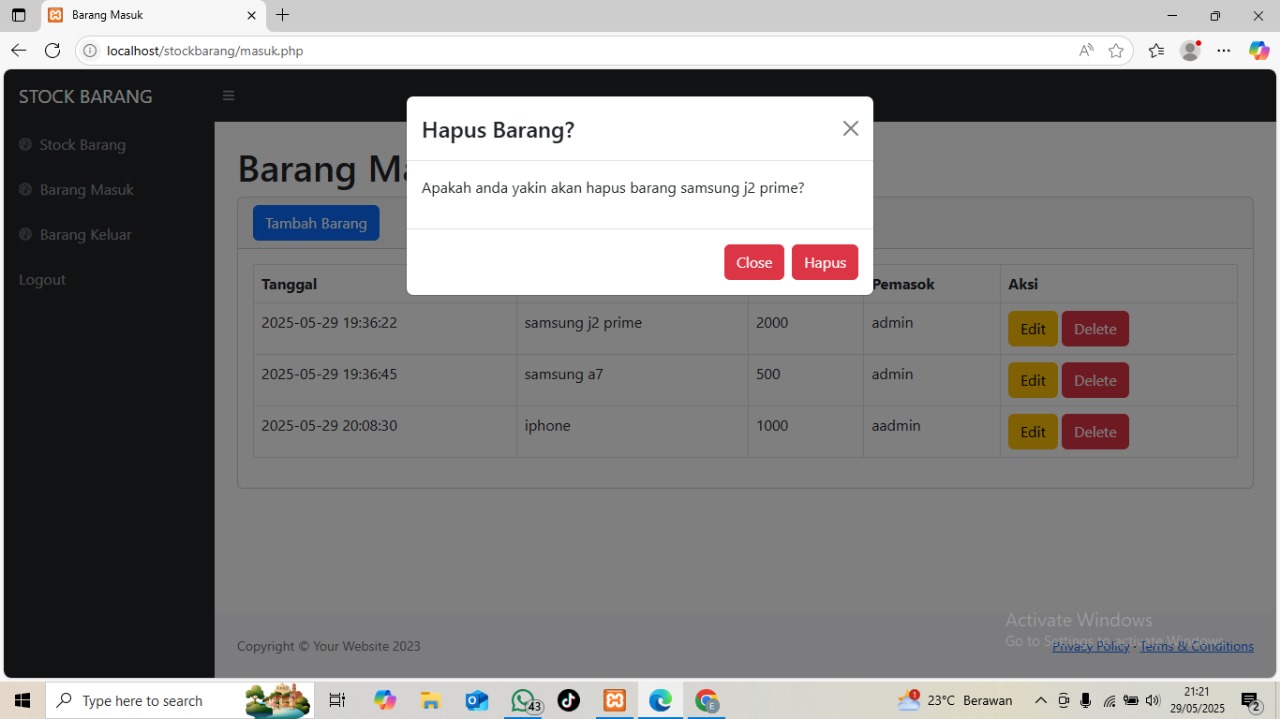 Barang Masuk
localhost/stockbarang/masuk.php
STOCK BARANG
Stock Barang
Barang Masuk
Barang Keluar
Logout
Hapus Barang?
Apakah anda yakin akan hapus barang samsung j2 prime?
Close Hapus
Barang
Tambah Barang
Tanggal Pemasok Aksi
2025-05-29 19:36:22 samsung j2 prime 2000 admin Edit Delete
2025-05-29 19:36:45 samsung a7 500 admin Edit Delete
2025-05-29 20:08:30 iphone 1000 aadmin Edit Delete
Activate Windows
Go to Settings to activate Windows.
Copyright © Your Website 2023
Privacy Policy · Terms & Conditions
Type here to search
43
E
1
23°C Berawan
21:21
29/05/2025
2